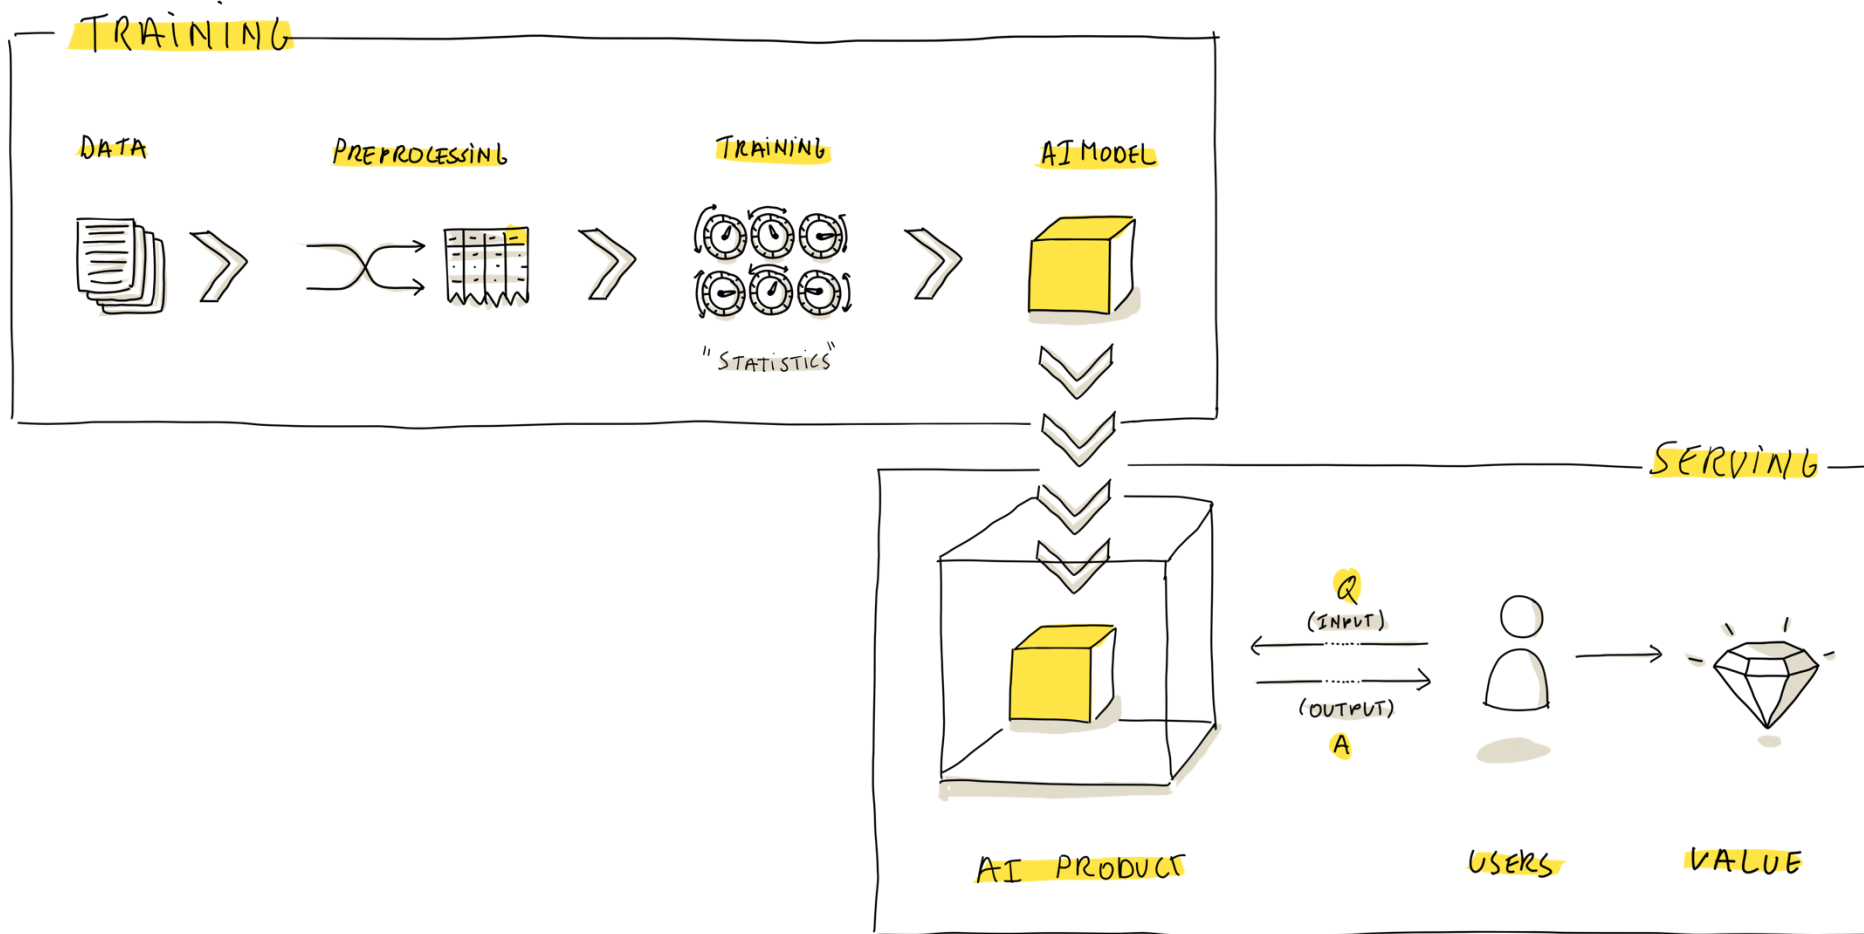 TRAINING
DATA
PREPROCESSING
TRAINING
AI MODEL
"STATISTICS"
SERVING
Q
(INPUT)
(OUTPUT)
A
AI PRODUCT
USERS
VALUE